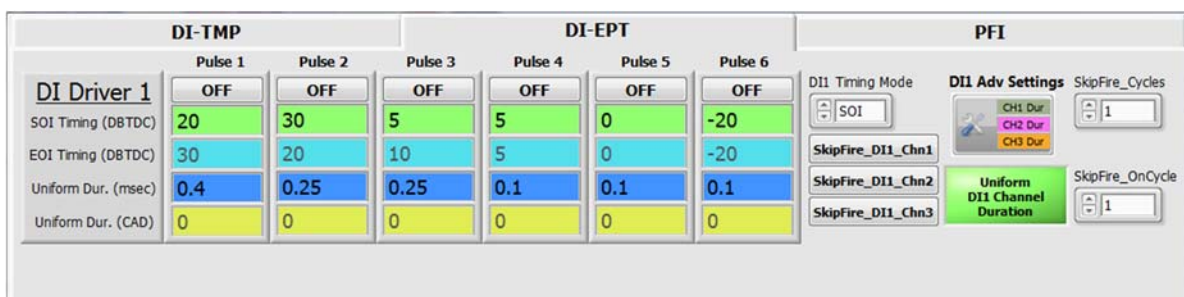 DI-TMP DI-EPT PFI
Pulse 1 Pulse 2 Pulse 3 Pulse 4 Pulse 5 Pulse 6
DI Driver 1 OFF OFF OFF OFF OFF OFF
SOI Timing (DBTDC) 20 30 5 5 0 -20
EOI Timing (DBTDC) 30 20 10 5 0 -20
Uniform Dur. (msec) 0.4 0.25 0.25 0.1 0.1 0.1
Uniform Dur. (CAD) 0 0 0 0 0 0
DI1 Timing Mode
SOI
SkipFire_DI1_Chn1
SkipFire_DI1_Chn2
SkipFire_DI1_Chn3
DI1 Adv Settings
CH1 Dur
CH2 Dur
CH3 Dur
Uniform
DI1 Channel
Duration
SkipFire_Cycles
1
SkipFire_OnCycle
1